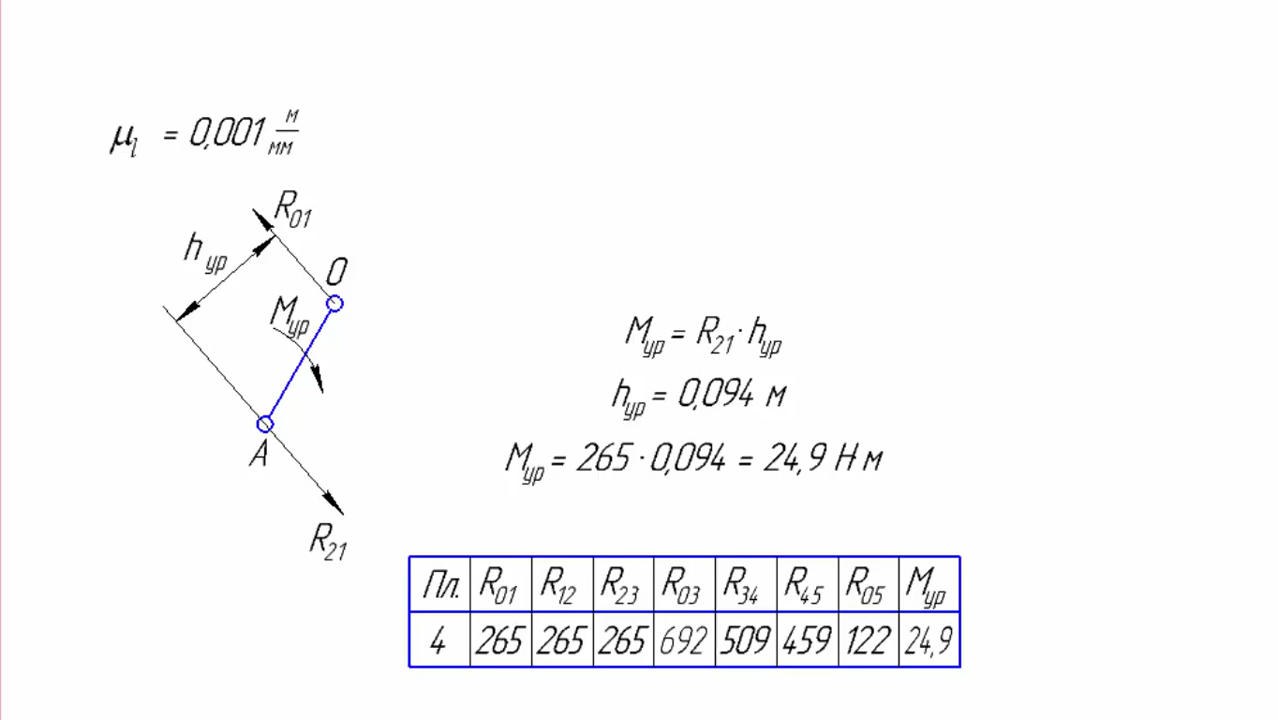 μl = 0,001 м/мм
R01
hур
O
Mур
A
R21
Mур = R21 · hур
hур = 0,094 м
Mур = 265 · 0,094 = 24,9 Н м
Пл. R01 R12 R23 R03 R34 R45 R05 Mур
4 265 265 265 692 509 459 122 24,9